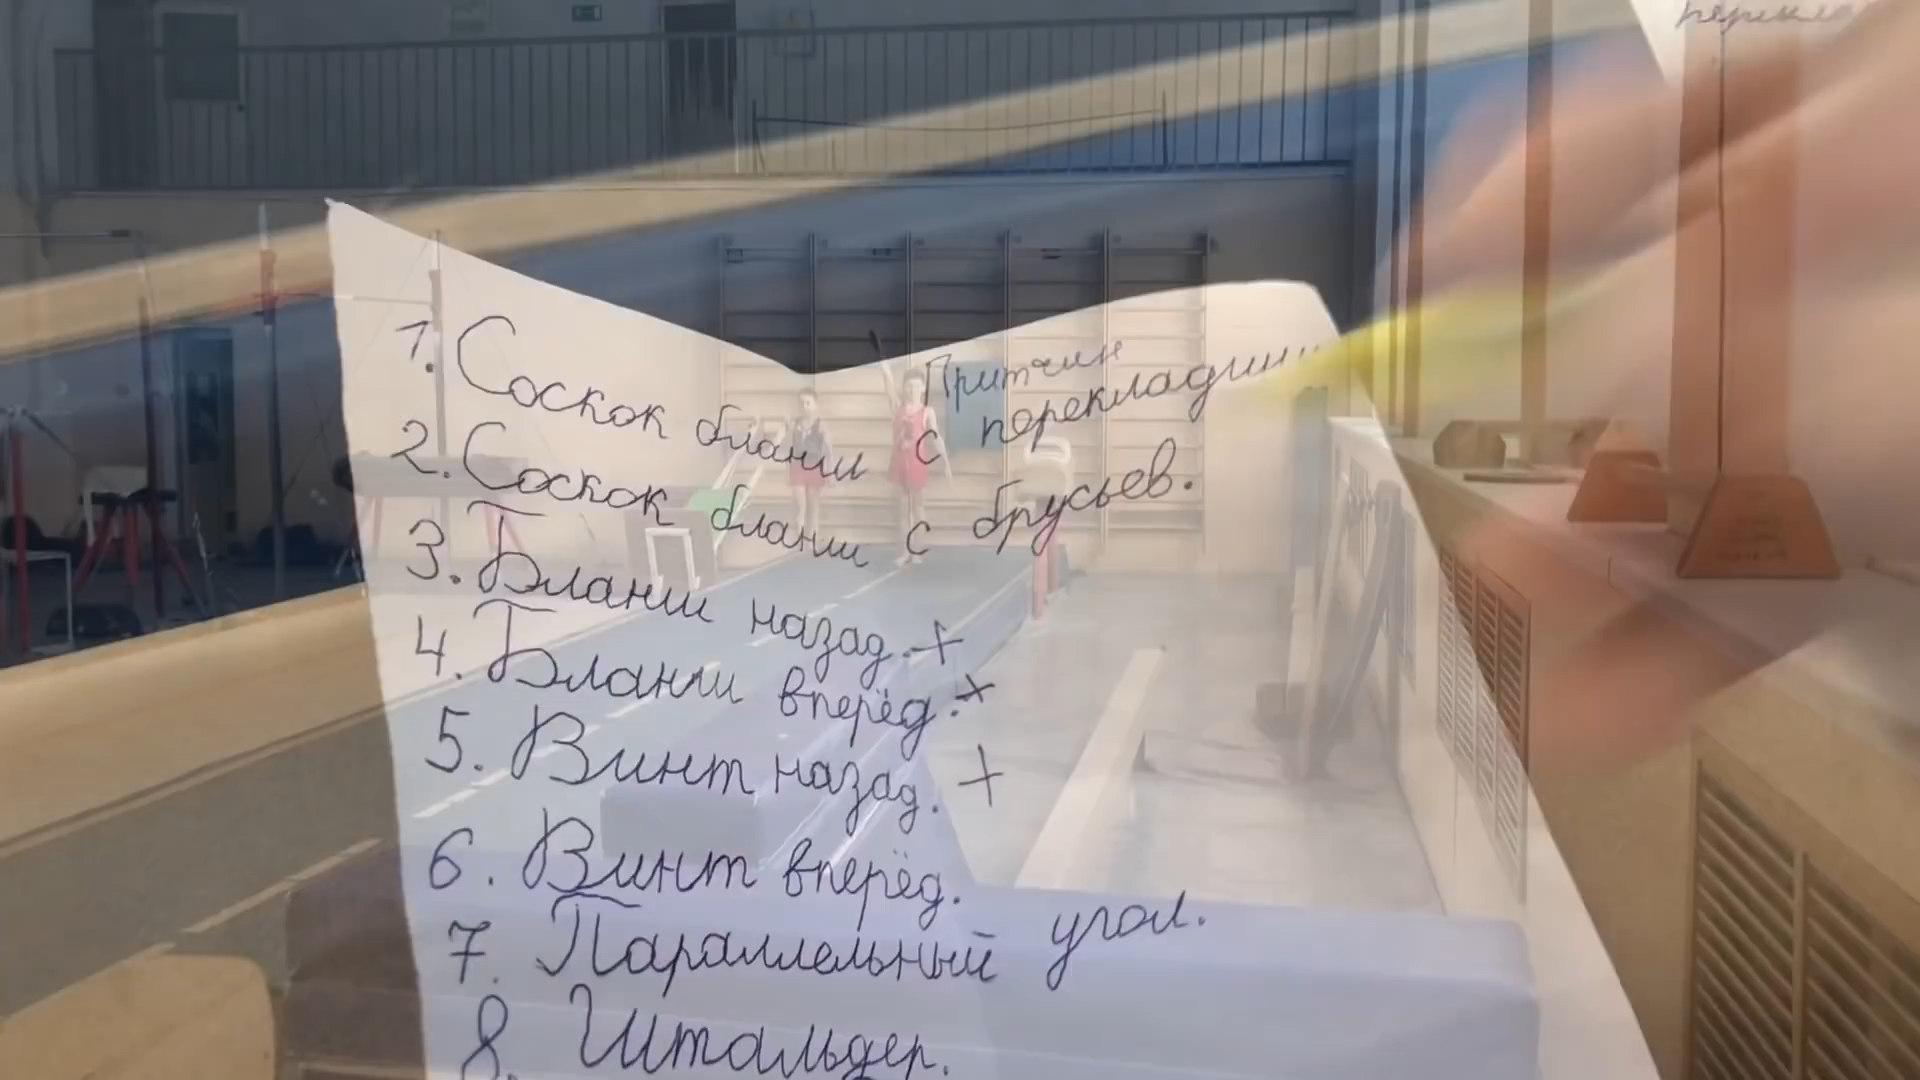 1. Соскок бланш с перекладины
2. Соскок бланш с брусьев.
3. Бланш назад. +
4. Бланш вперёд. +
5. Винт назад. +
6. Винт вперёд.
7. Параллельный угол.
8. Штальдер.